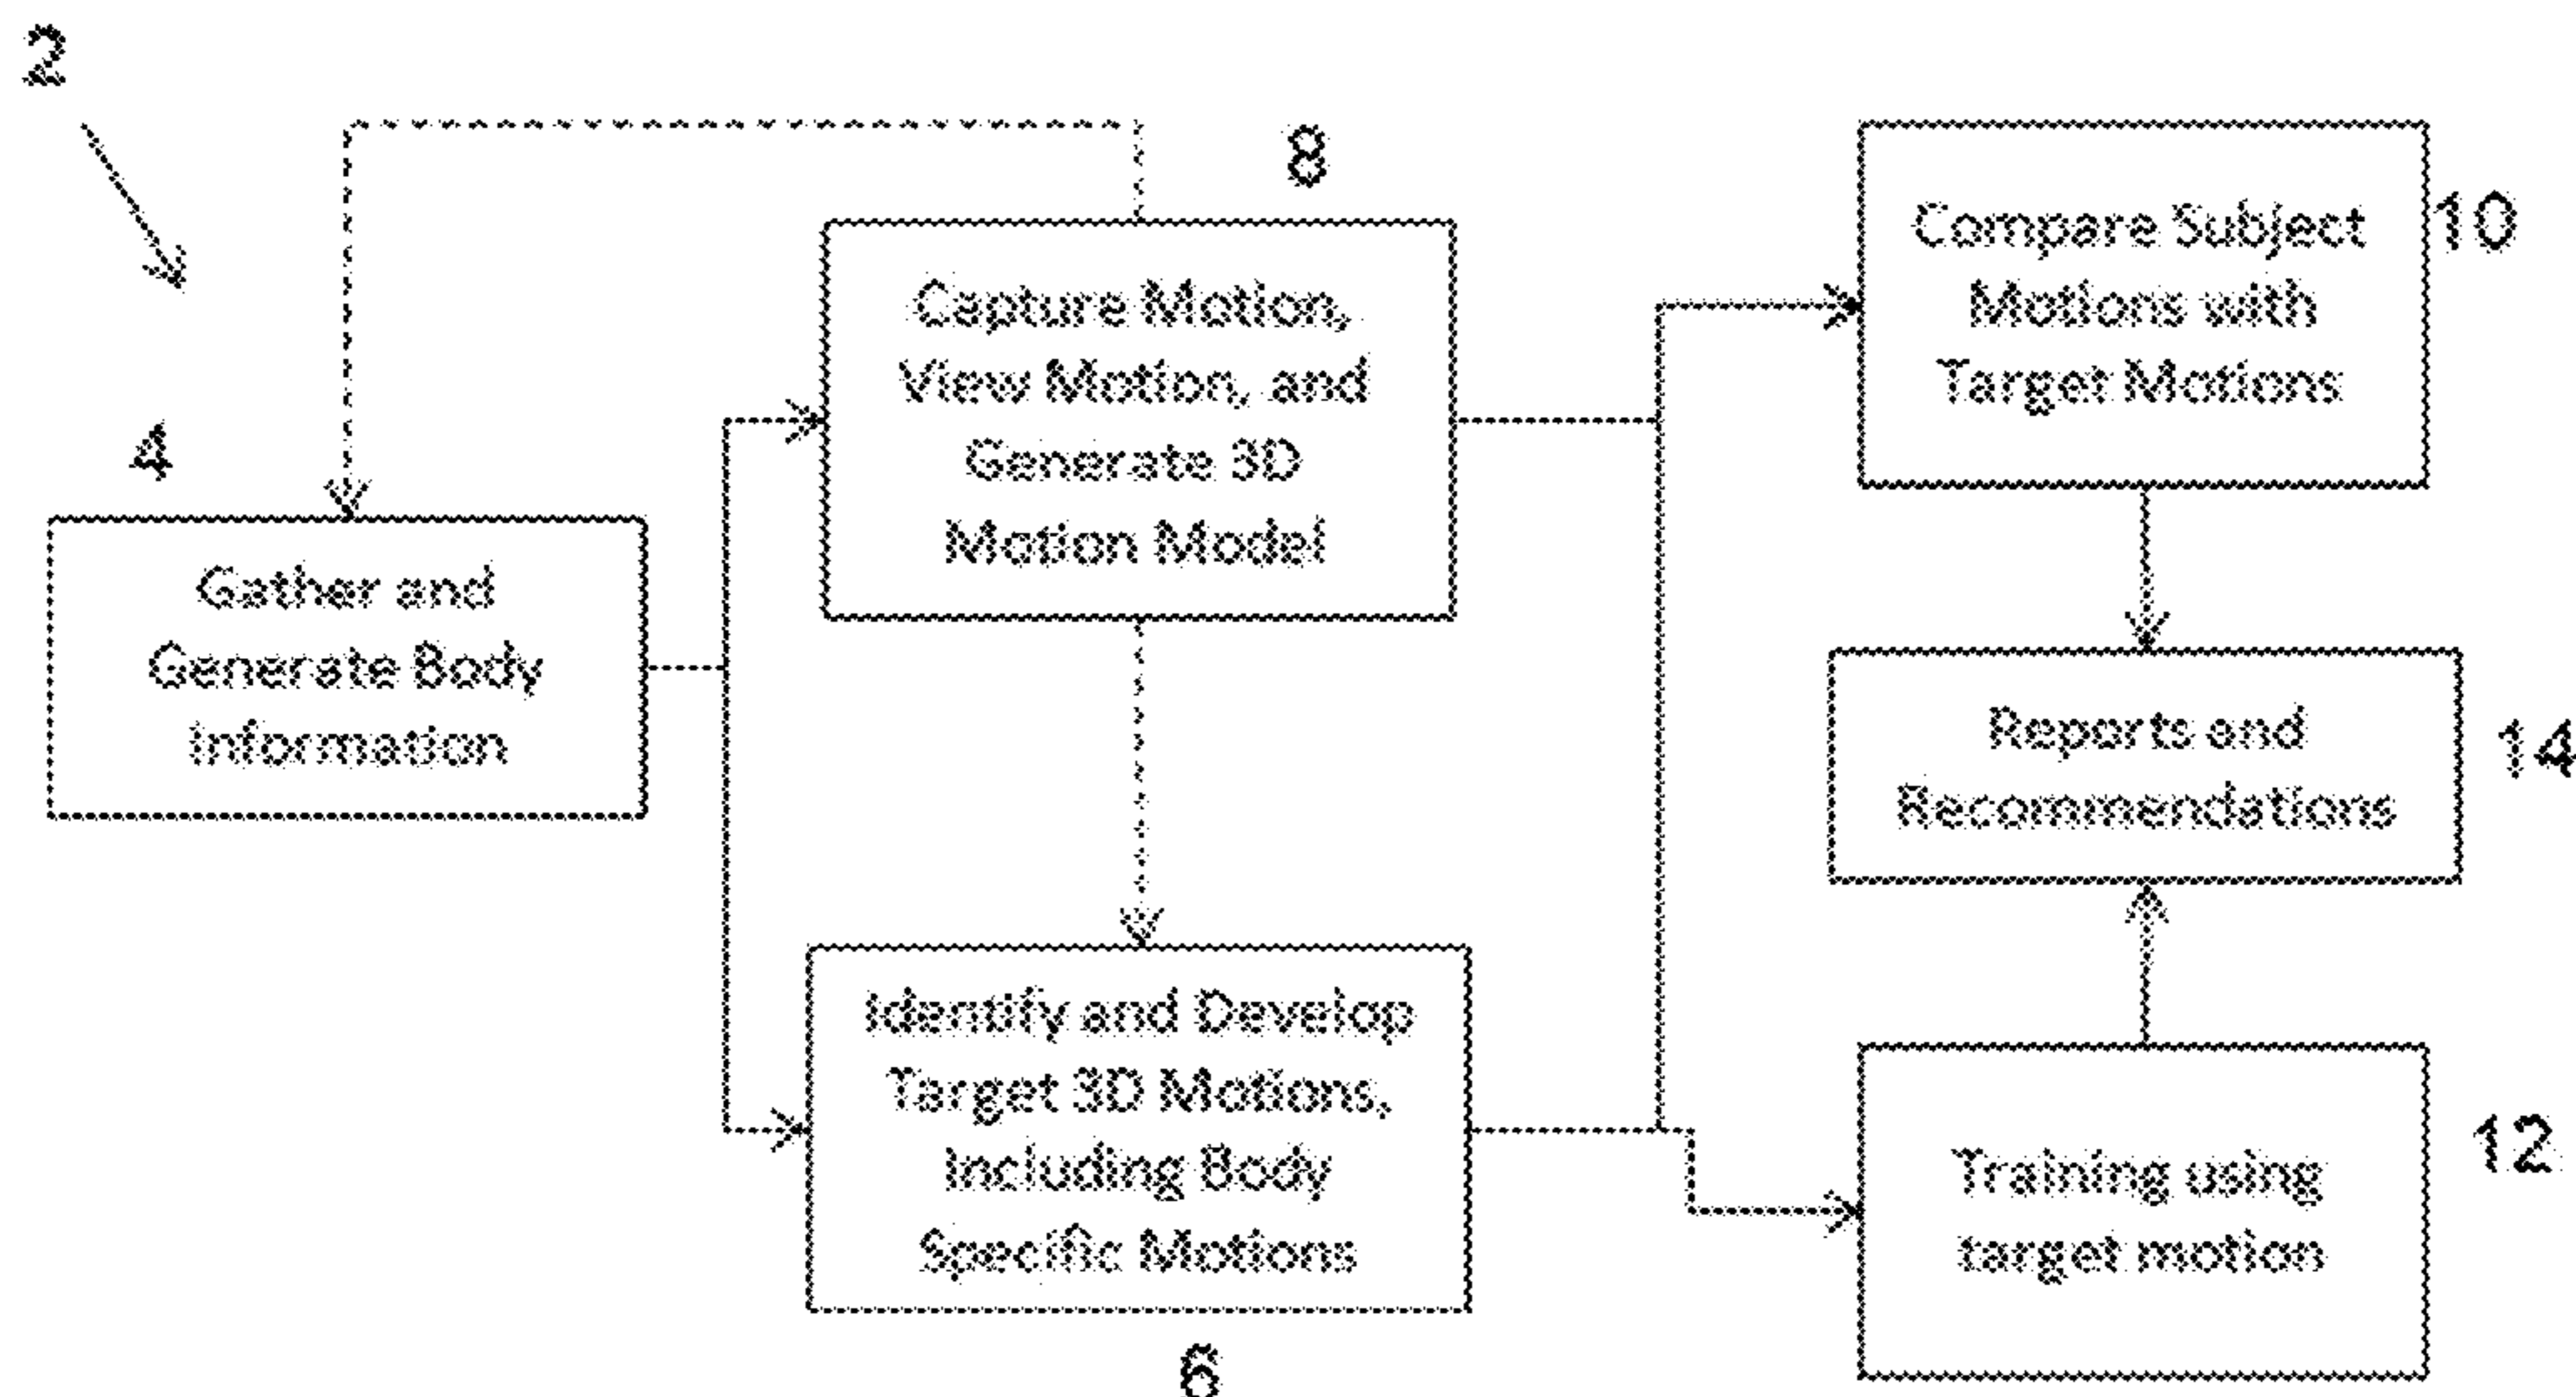 2
8
Capture Motion,
View Motion, and
Generate 3D
Motion Model
10
Compare Subject
Motions with
Target Motions
4
Gather and
Generate Body
Information
14
Reports and
Recommendations
Identify and Develop
Target 3D Motions,
Including Body
Specific Motions
6
12
Training using
target motion